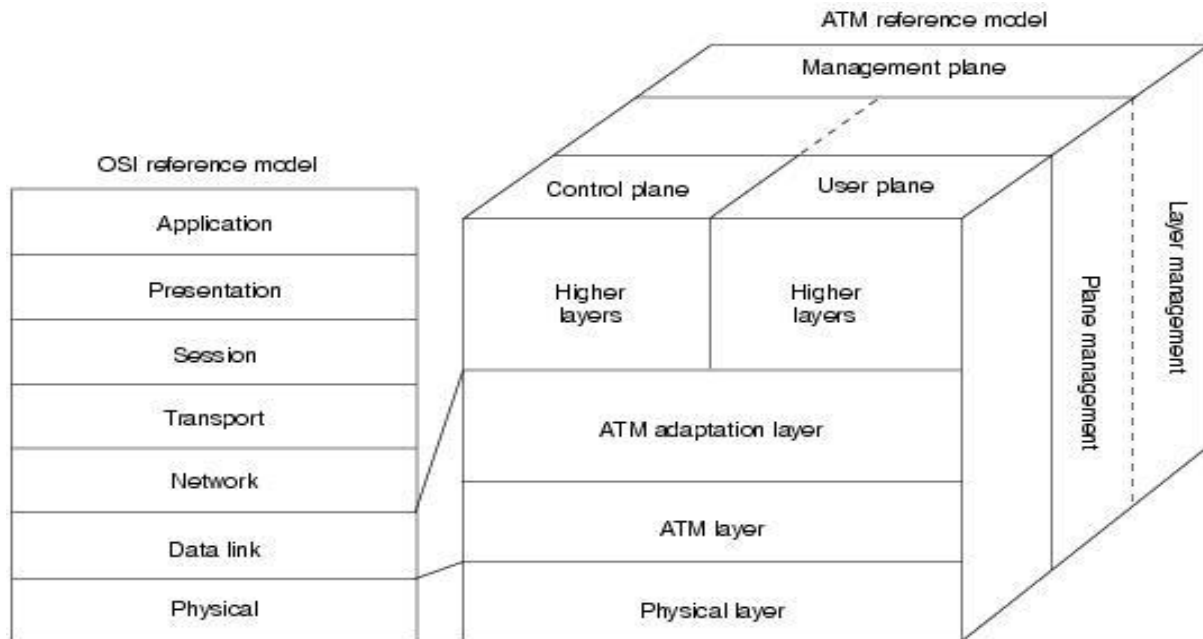 ATM reference model
Management plane
OSI reference model
Control plane
User plane
Application
Presentation
Session
Transport
Network
Data link
Physical
Higher
layers
Higher
layers
ATM adaptation layer
ATM layer
Physical layer
Plane management
Layer management